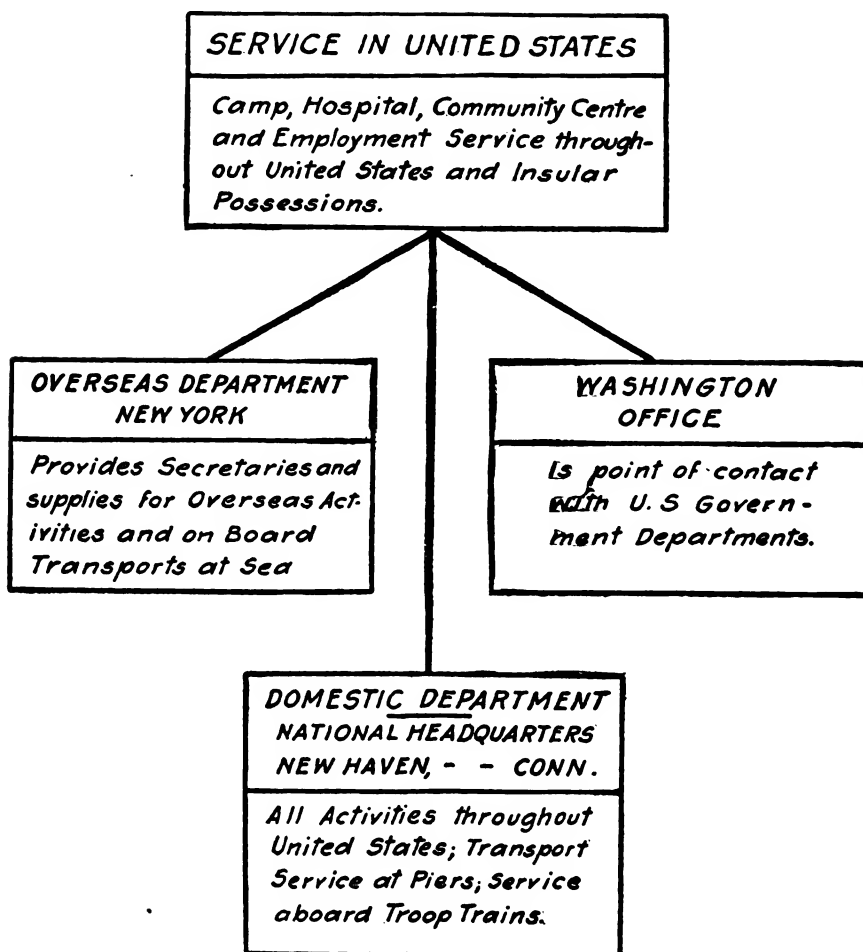 SERVICE IN UNITED STATES
Camp, Hospital, Community Centre
and Employment Service through-
out United States and Insular
Possessions.
OVERSEAS DEPARTMENT
NEW YORK
Provides Secretaries and
supplies for Overseas Act-
ivities and on Board
Transports at Sea
WASHINGTON
OFFICE
Is point of contact
with U.S Govern-
ment Departments.
DOMESTIC DEPARTMENT
NATIONAL HEADQUARTERS
NEW HAVEN, - - CONN.
All Activities throughout
United States; Transport
Service at Piers; Service
aboard Troop Trains.